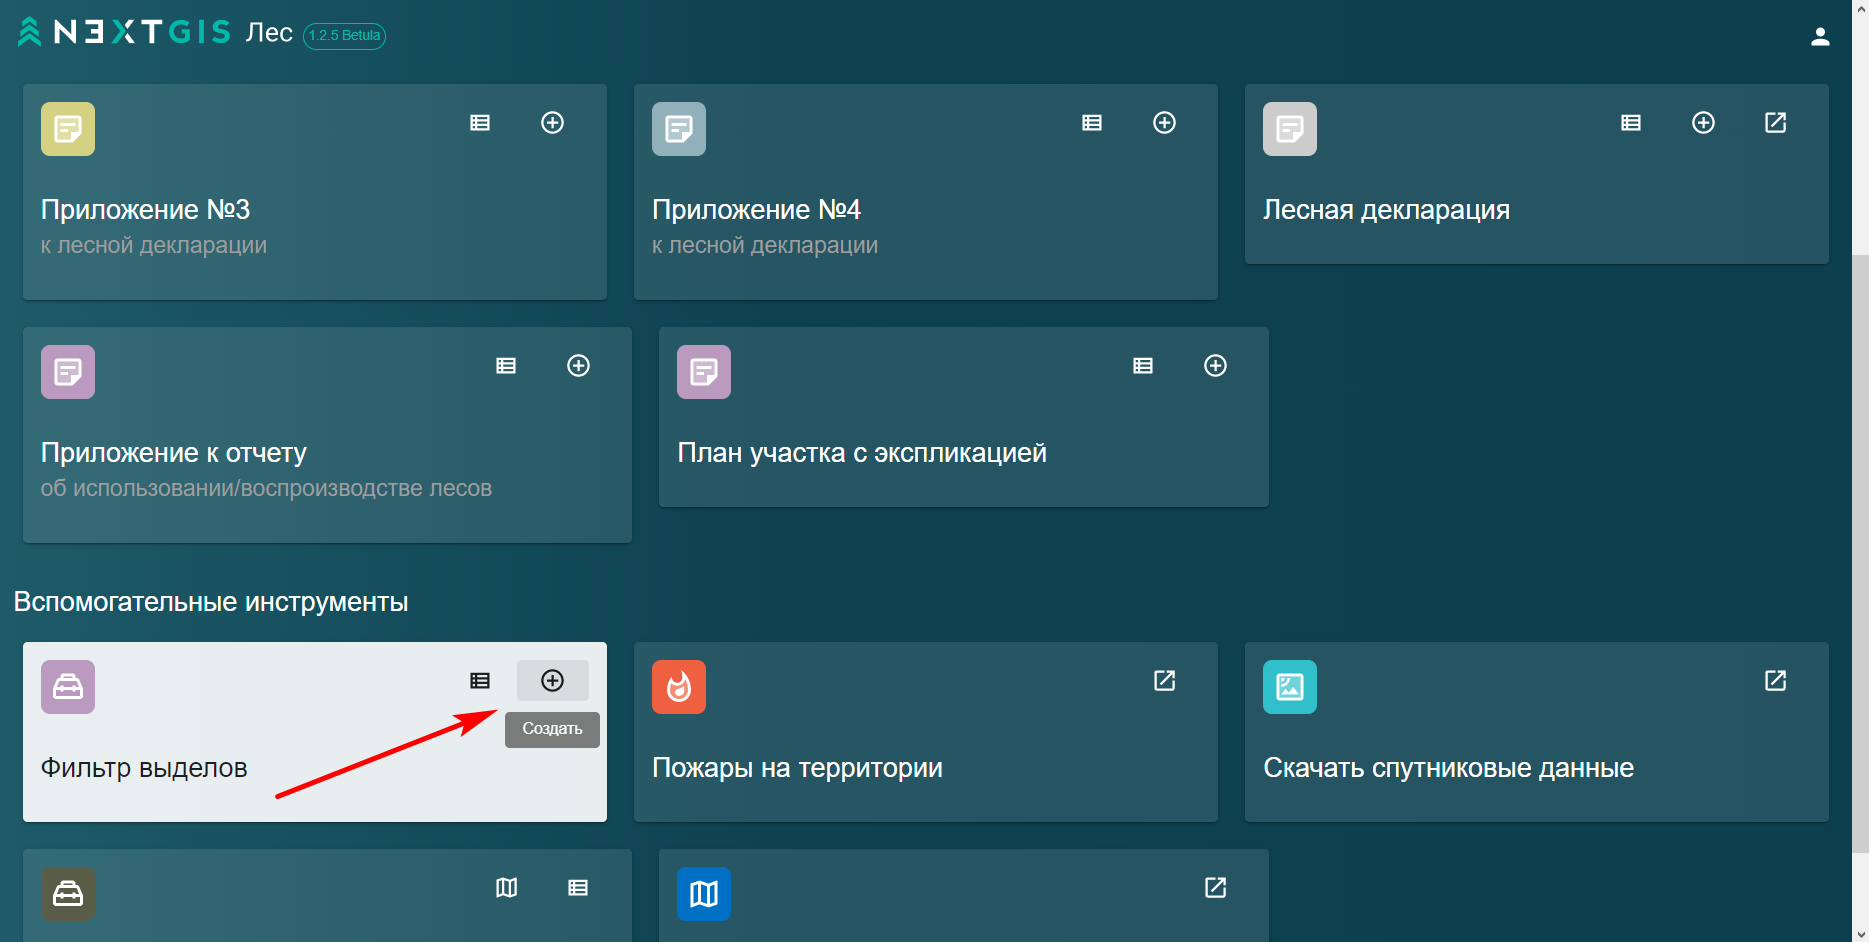 NEXTGIS Лес 1.2.5 Betula
Приложение №3
к лесной декларации
Приложение №4
к лесной декларации
Лесная декларация
Приложение к отчету
об использовании/воспроизводстве лесов
План участка с экспликацией
Вспомогательные инструменты
Создать
Фильтр выделов
Пожары на территории
Скачать спутниковые данные